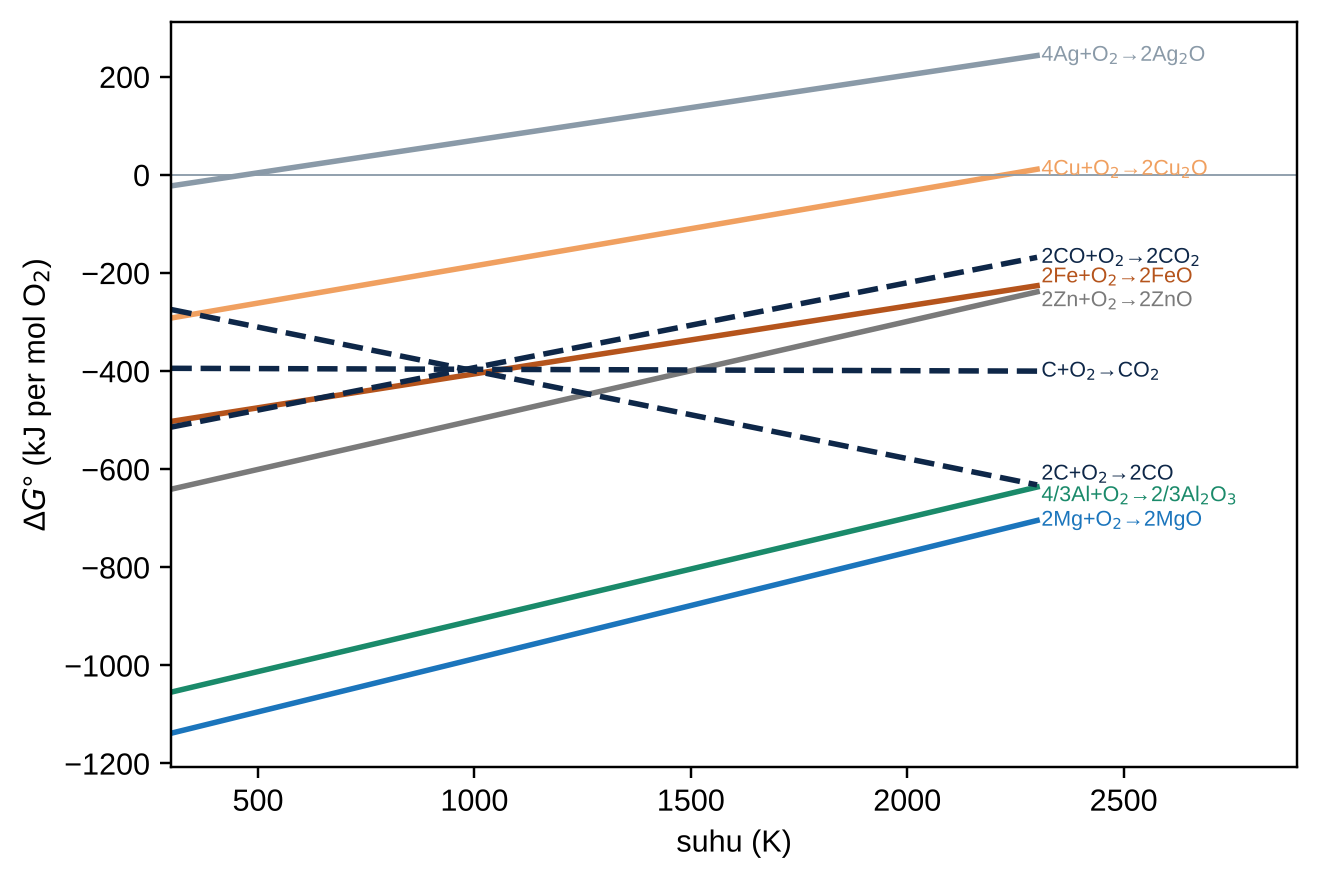 200
0
−200
−400
−600
−800
−1000
−1200
ΔG° (kJ per mol O₂)
4Ag+O₂→2Ag₂O
4Cu+O₂→2Cu₂O
2CO+O₂→2CO₂
2Fe+O₂→2FeO
2Zn+O₂→2ZnO
C+O₂→CO₂
2C+O₂→2CO
4/3Al+O₂→2/3Al₂O₃
2Mg+O₂→2MgO
500 1000 1500 2000 2500
suhu (K)